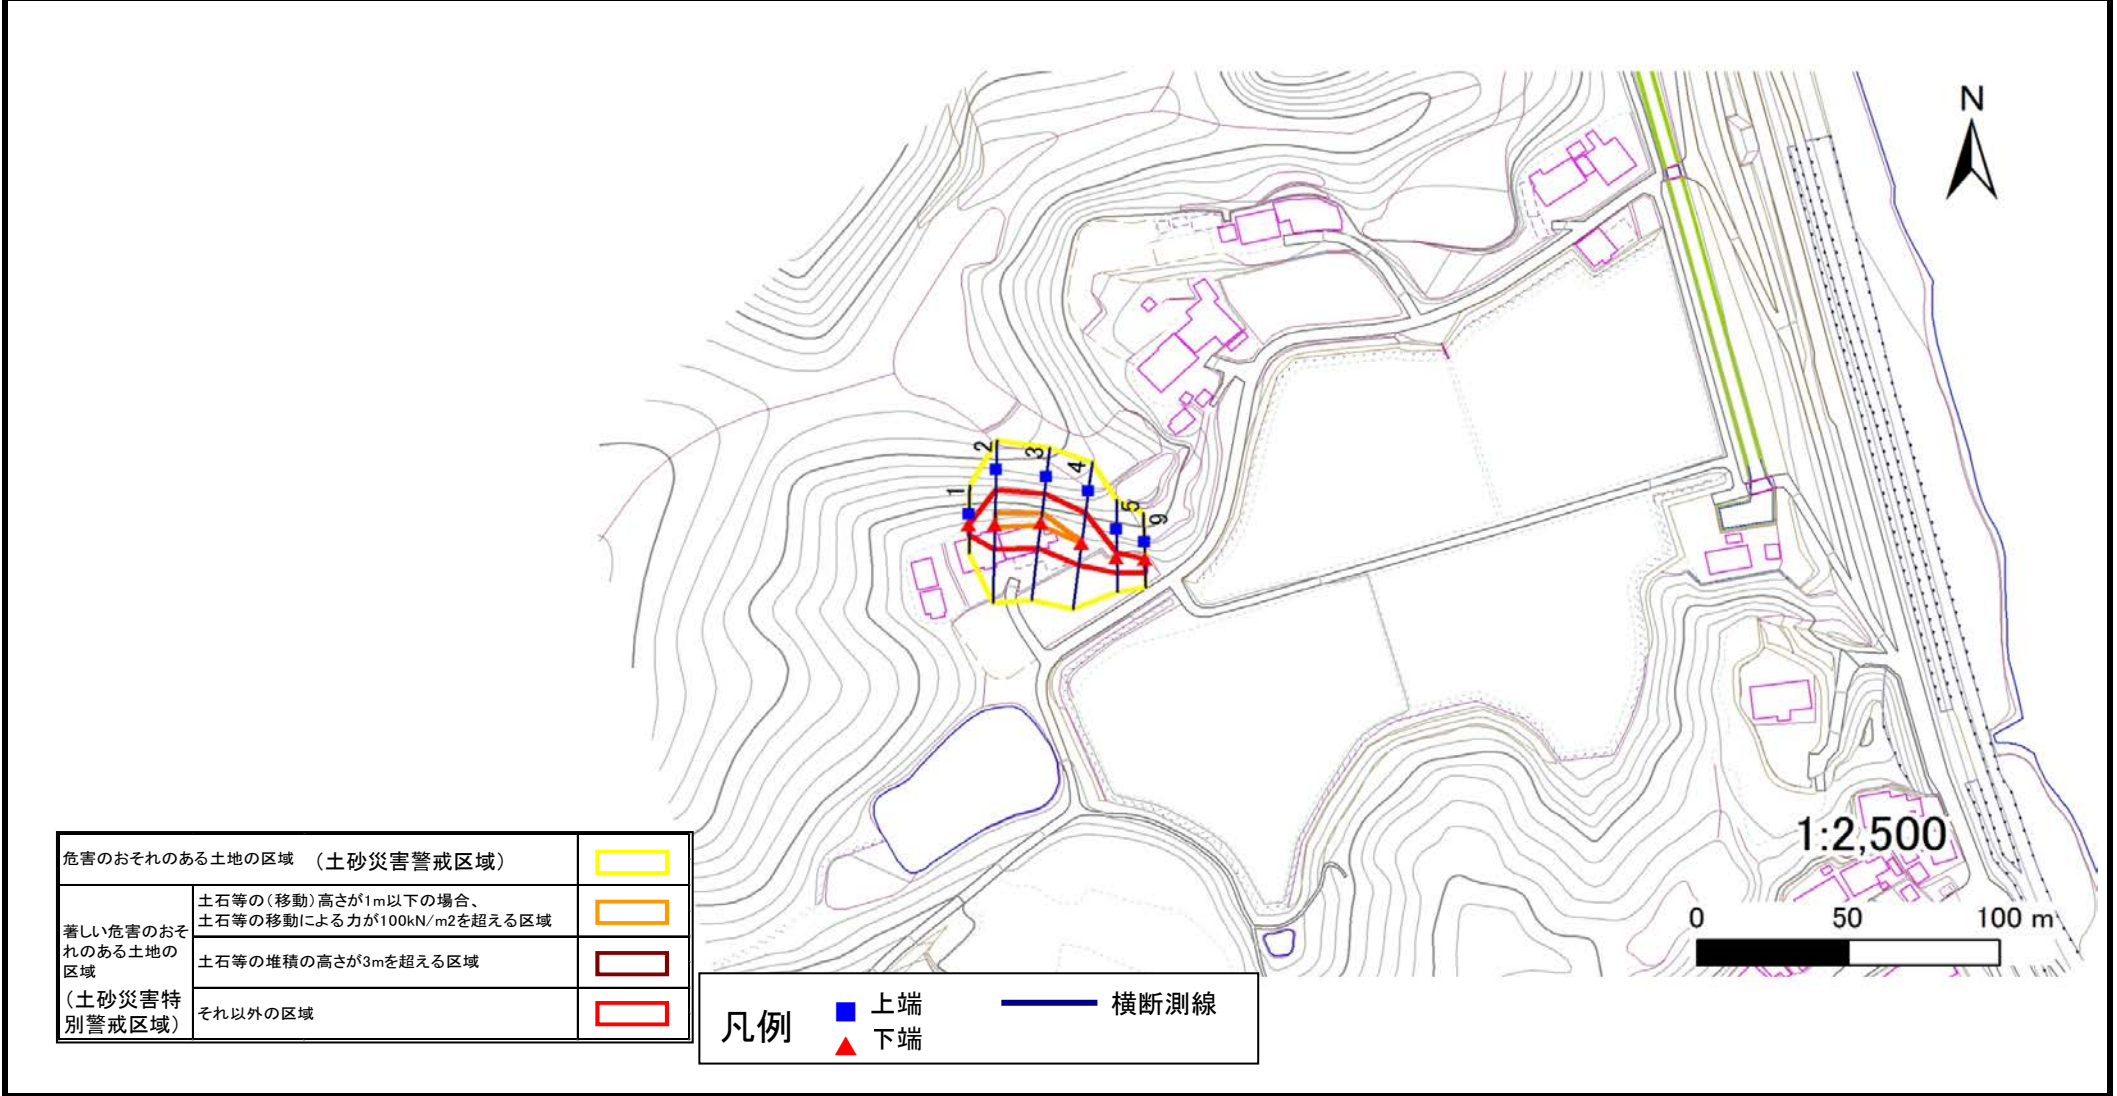 N
2
3
4
1
5
9
1:2,500
0 50 100 m
危害のおそれのある土地の区域 (土砂災害警戒区域)
著しい危害のおそ
れのある土地の
区域
(土砂災害特
別警戒区域)
土石等の(移動)高さが1m以下の場合、
土石等の移動による力が100kN/m2を超える区域
土石等の堆積の高さが3mを超える区域
それ以外の区域
凡例
上端
下端
横断測線